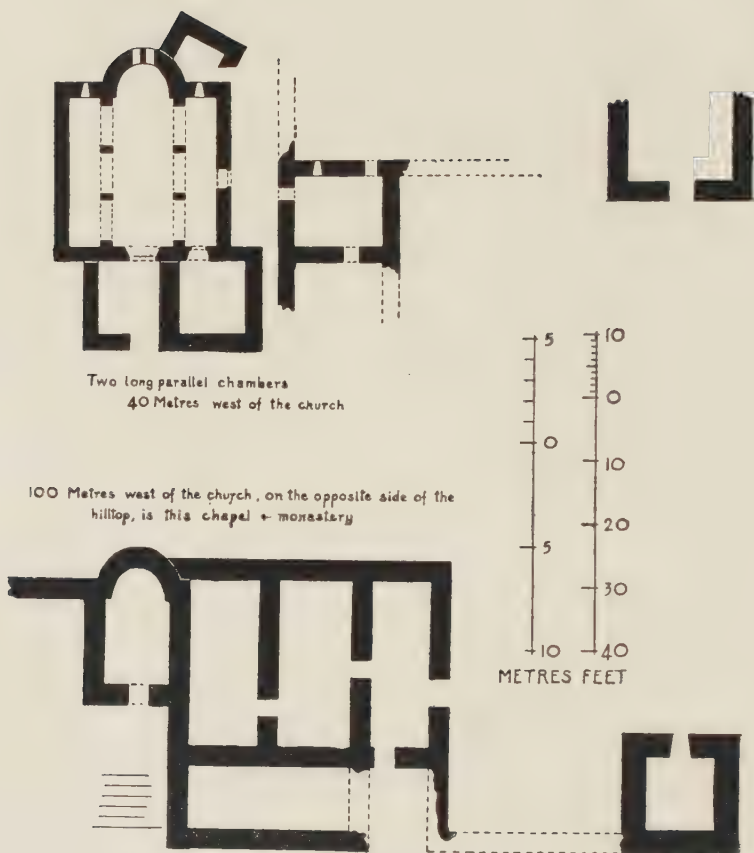 Two long parallel chambers
40 Metres west of the church
100 Metres west of the church, on the opposite side of the
hilltop, is this chapel + monastery
5
0
5
10
METRES
10
0
10
20
30
40
FEET